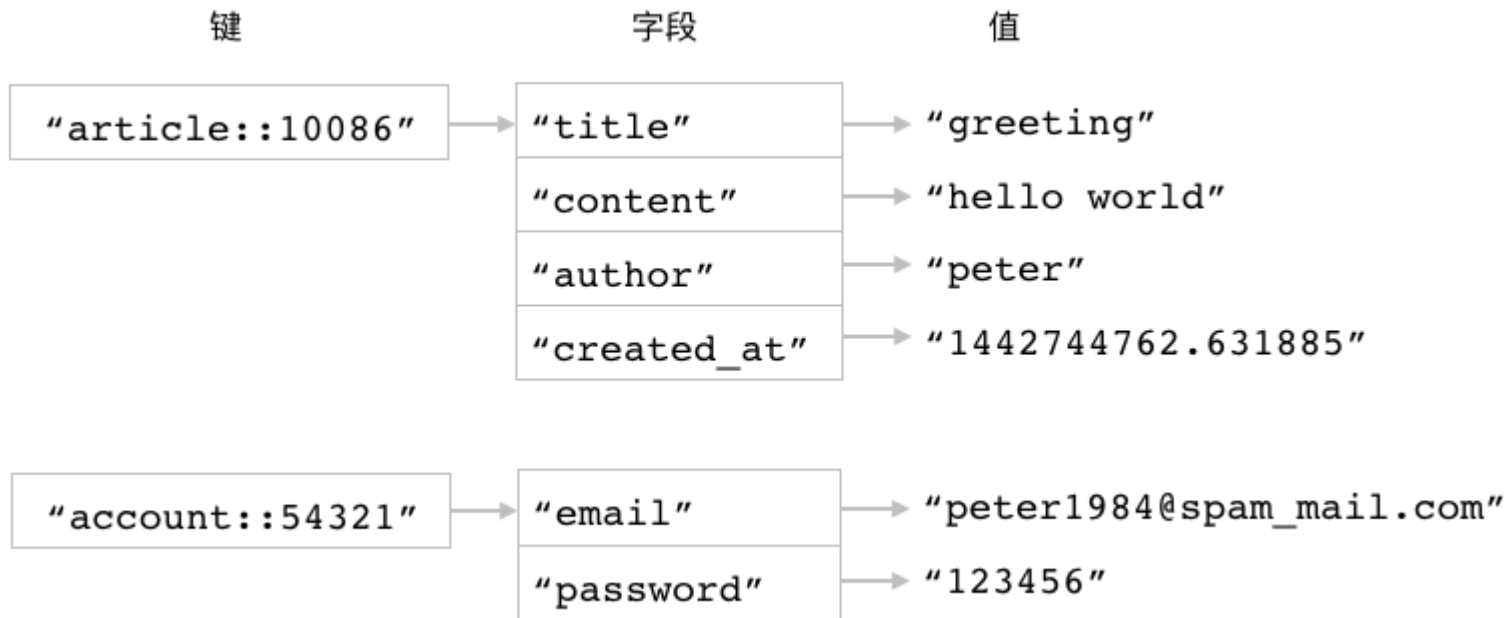 键 字段 值
“article::10086” “title” “greeting”
“content” “hello world”
“author” “peter”
“created_at” “1442744762.631885”
“account::54321” “email” “peter1984@spam_mail.com”
“password” “123456”